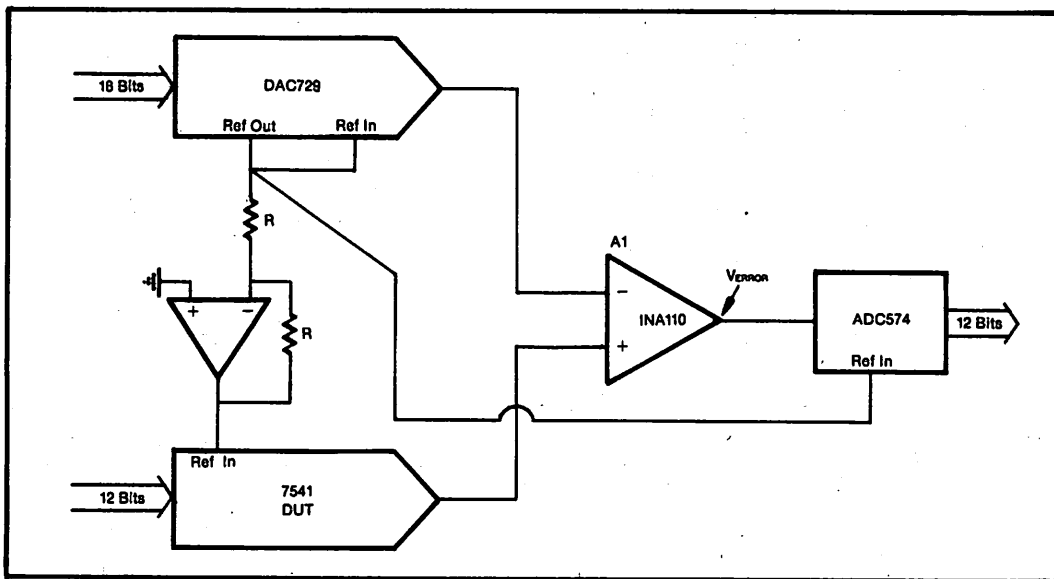 DAC729
18 Bits
Ref Out
Ref In
R
+
−
R
A1
−
INA110
+
VERROR
ADC574
Ref In
12 Bits
Ref In
12 Bits
7541
DUT